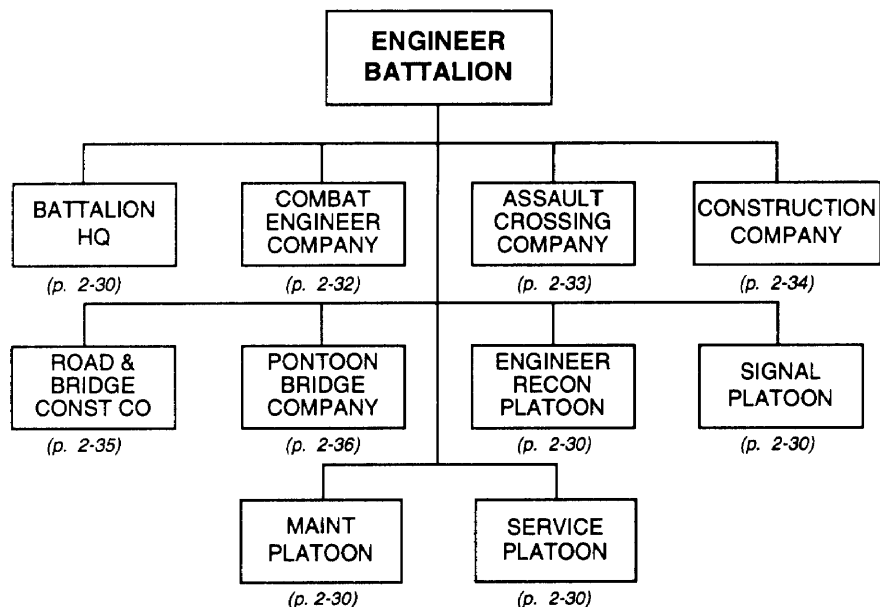 ENGINEER
BATTALION
BATTALION
HQ
(p. 2-30)
COMBAT
ENGINEER
COMPANY
(p. 2-32)
ASSAULT
CROSSING
COMPANY
(p. 2-33)
CONSTRUCTION
COMPANY
(p. 2-34)
ROAD &
BRIDGE
CONST CO
(p. 2-35)
PONTOON
BRIDGE
COMPANY
(p. 2-36)
ENGINEER
RECON
PLATOON
(p. 2-30)
SIGNAL
PLATOON
(p. 2-30)
MAINT
PLATOON
(p. 2-30)
SERVICE
PLATOON
(p. 2-30)